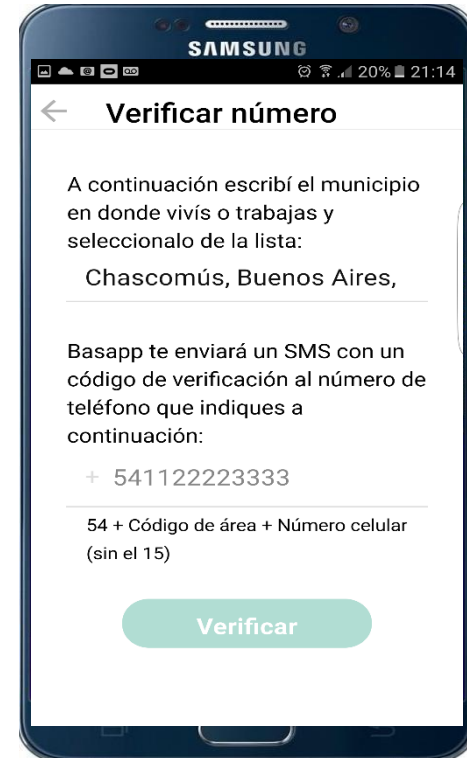 SAMSUNG
20% 21:14
← Verificar número
A continuación escribí el municipio
en donde vivís o trabajas y
seleccionalo de la lista:
Chascomús, Buenos Aires,
Basapp te enviará un SMS con un
código de verificación al número de
teléfono que indiques a
continuación:
+ 541122223333
54 + Código de área + Número celular
(sin el 15)
Verificar